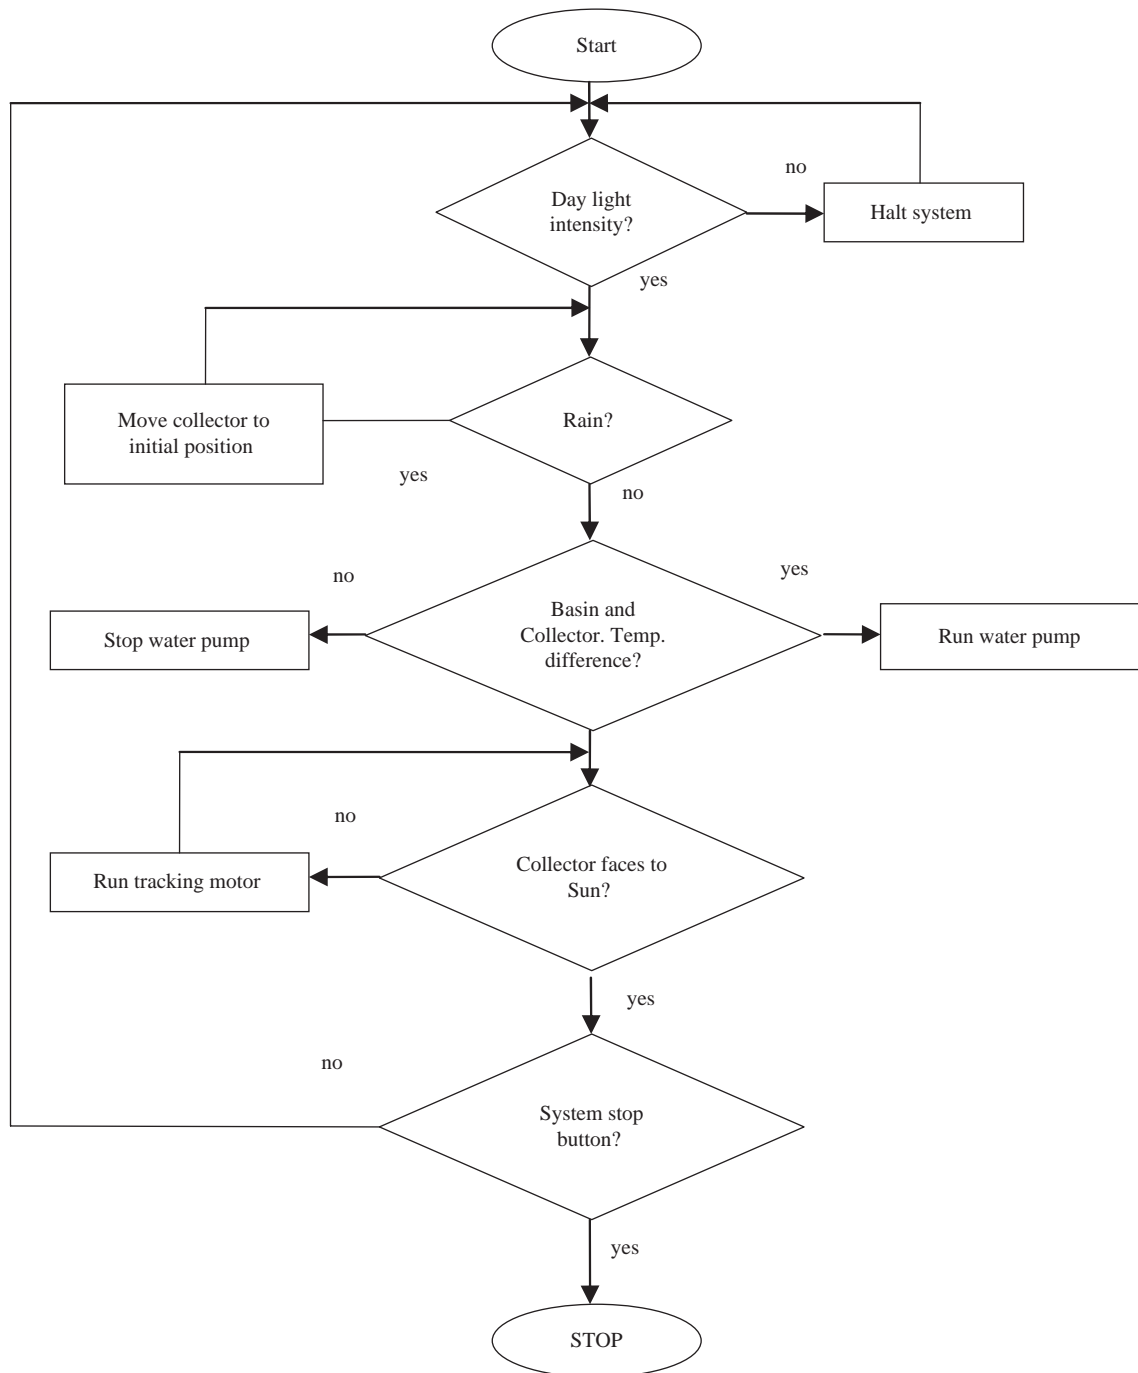 Start
no
Day light
intensity?
Halt system
yes
Move collector to
initial position
Rain?
yes
no
no
yes
Basin and
Collector. Temp.
difference?
Stop water pump
Run water pump
no
Collector faces to
Sun?
Run tracking motor
yes
no
System stop
button?
yes
STOP